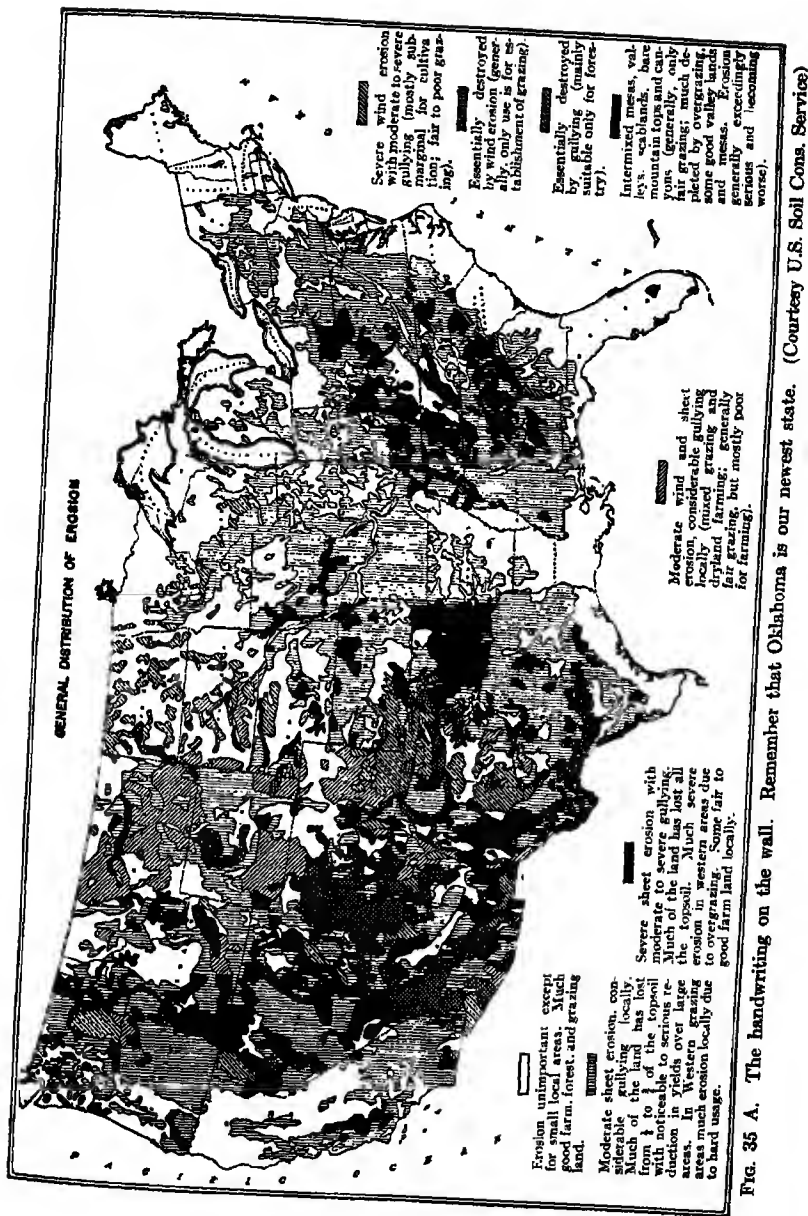 GENERAL DISTRIBUTION OF EROSION
PACIFIC OCEAN
Erosion unimportant except
for small local areas. Much
good farm, forest, and grazing
land.
Moderate sheet erosion, con-
siderable gullying locally.
Much of the land has lost
from ¼ to ¾ of the topsoil
with noticeable to serious re-
duction in yields over large
areas. In Western grazing
areas much erosion locally due
to hard usage.
Severe sheet erosion with
moderate to severe gullying.
Much of the land has lost all
the topsoil. Much severe
erosion in western areas due
to overgrazing. Some fair to
good farm land locally.
Moderate wind and sheet
erosion, considerable gullying
locally (mixed grazing and
dryland farming; generally
fair grazing, but mostly poor
for farming).
Severe wind erosion
with moderate to severe
gullying (mostly sub-
marginal for cultiva
tion; fair to poor graz-
ing).
Essentially destroyed
by wind erosion (gener-
ally, only use is for es-
tablishment of grazing).
Essentially destroyed
by gullying (mainly
suitable only for fores-
try).
Intermixed mesas, val-
leys, scablands, bare
mountain tops and can-
yons (generally, only
fair grazing; much de-
pleted by overgrazing,
some good valley lands
and mesas. Erosion
generally exceedingly
serious and becoming
worse).
FIG. 35 A. The handwriting on the wall. Remember that Oklahoma is our newest state. (Courtesy U.S. Soil Cons. Service)